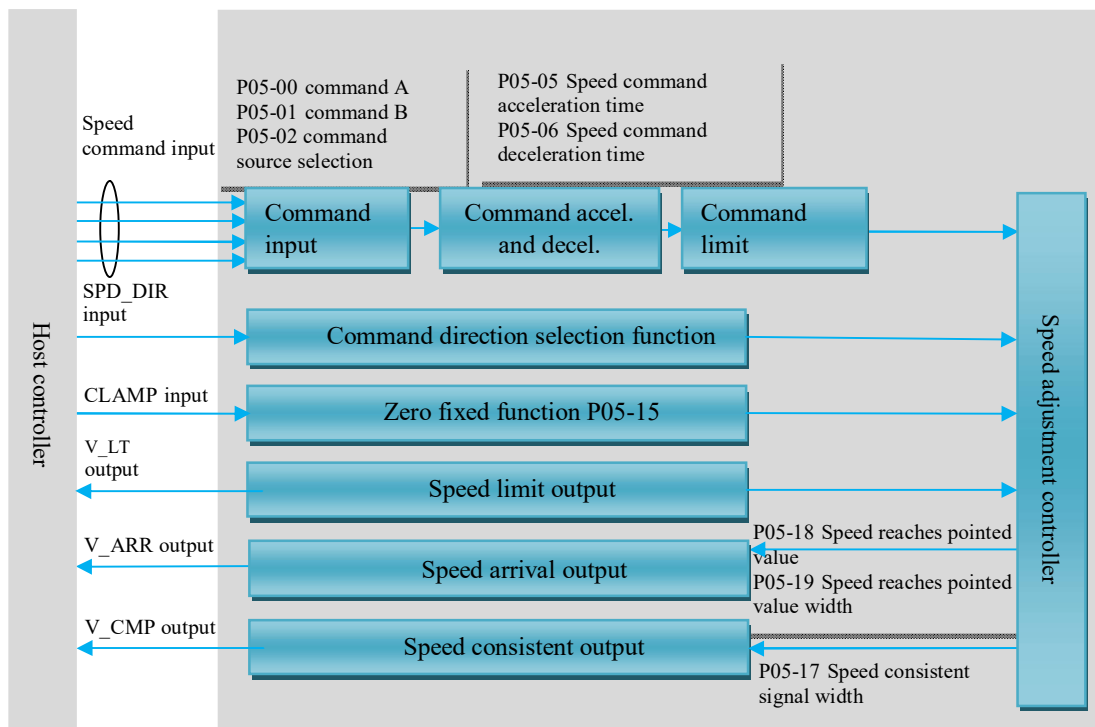 P05-00 command A
P05-01 command B
P05-02 command
source selection
P05-05 Speed command
acceleration time
P05-06 Speed command
deceleration time
Speed
command input
Command
input
Command accel.
and decel.
Command
limit
SPD_DIR
input
Command direction selection function
CLAMP input
Zero fixed function P05-15
V_LT
output
Speed limit output
V_ARR output
Speed arrival output
P05-18 Speed reaches pointed
value
P05-19 Speed reaches pointed
value width
V_CMP output
Speed consistent output
P05-17 Speed consistent
signal width
Host controller
Speed adjustment controller